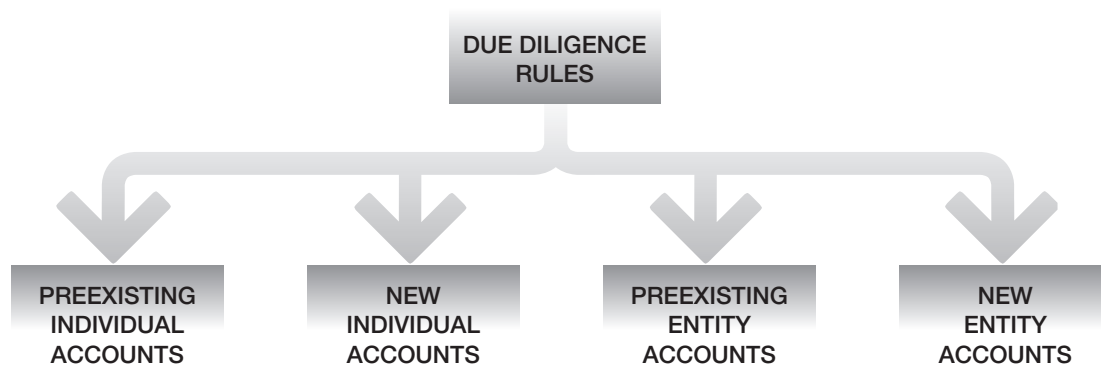 DUE DILIGENCE
RULES
PREEXISTING
INDIVIDUAL
ACCOUNTS
NEW
INDIVIDUAL
ACCOUNTS
PREEXISTING
ENTITY
ACCOUNTS
NEW
ENTITY
ACCOUNTS